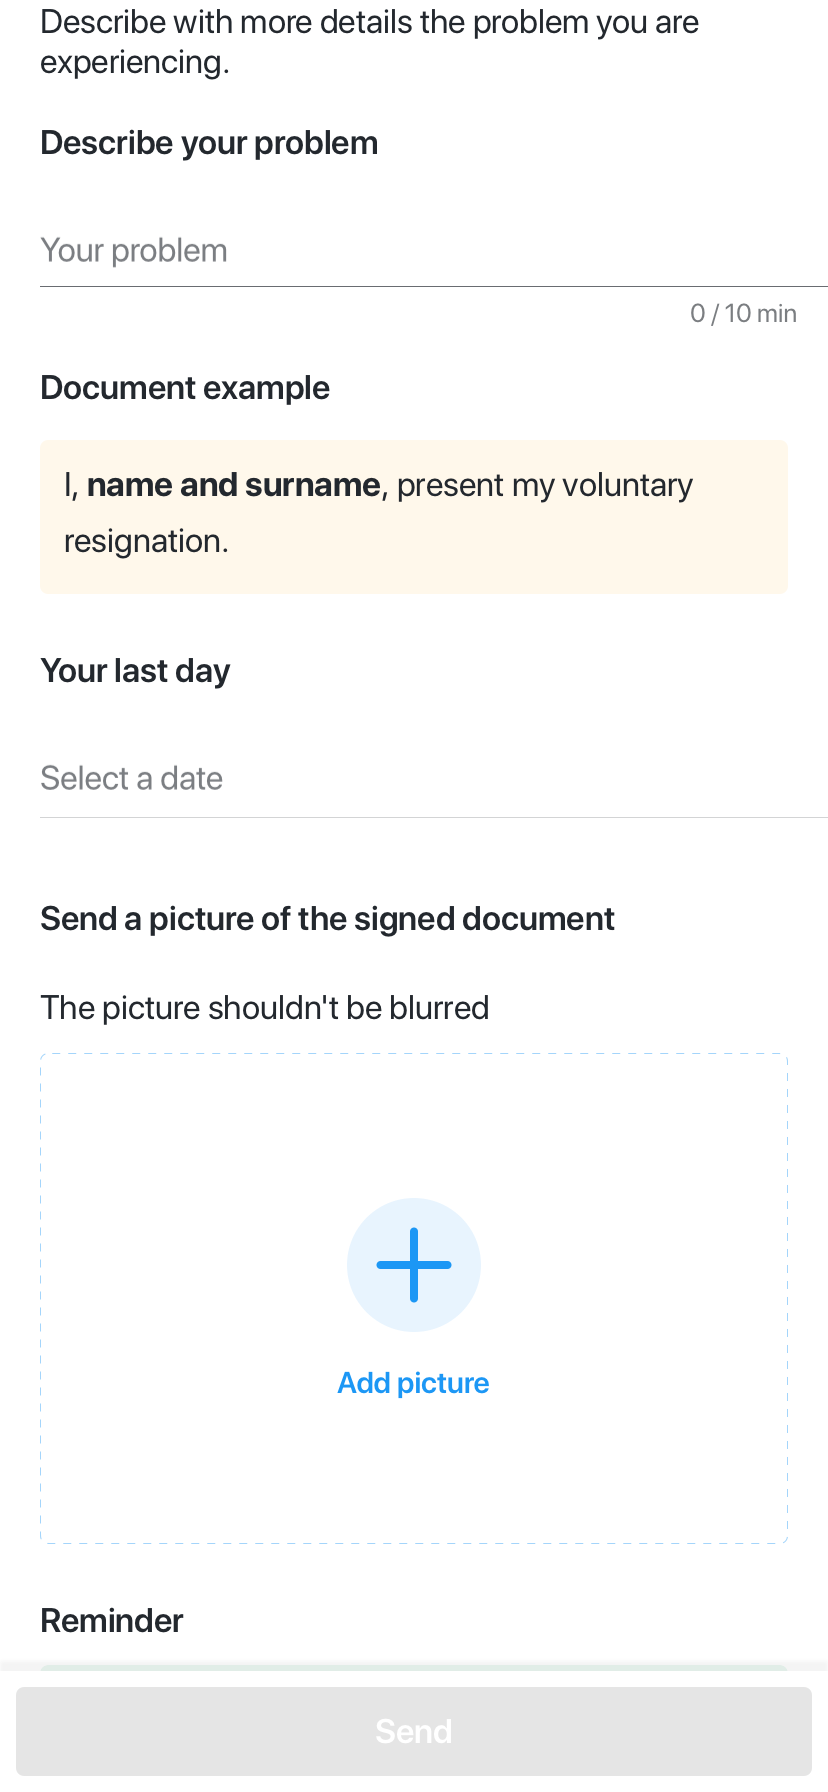 Describe with more details the problem you are
experiencing.
Describe your problem
Your problem
0 / 10 min
Document example
I, name and surname, present my voluntary
resignation.
Your last day
Select a date
Send a picture of the signed document
The picture shouldn't be blurred
Add picture
Reminder
Send